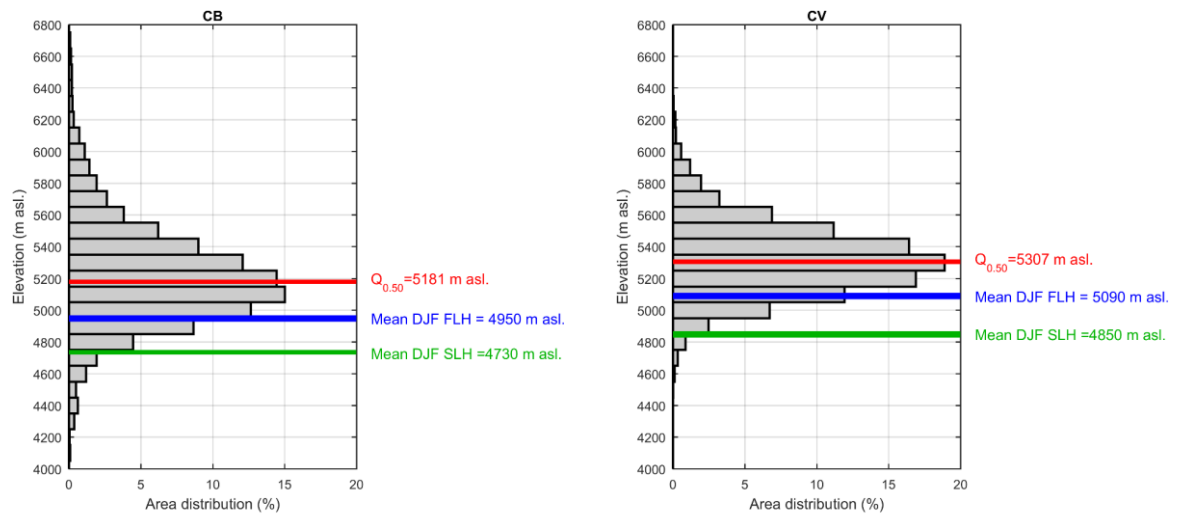 CB
6800
6600
6400
6200
6000
5800
5600
5400
5200
5000
4800
4600
4400
4200
4000
Elevation (m asl.)
0 5 10 15 20
Area distribution (%)
Q0.50=5181 m asl.
Mean DJF FLH = 4950 m asl.
Mean DJF SLH=4730 m asl.
CV
6800
6600
6400
6200
6000
5800
5600
5400
5200
5000
4800
4600
4400
4200
4000
Elevation (m asl.)
0 5 10 15 20
Area distribution (%)
Q0.50=5307 m asl.
Mean DJF FLH = 5090 m asl.
Mean DJF SLH=4850 m asl.